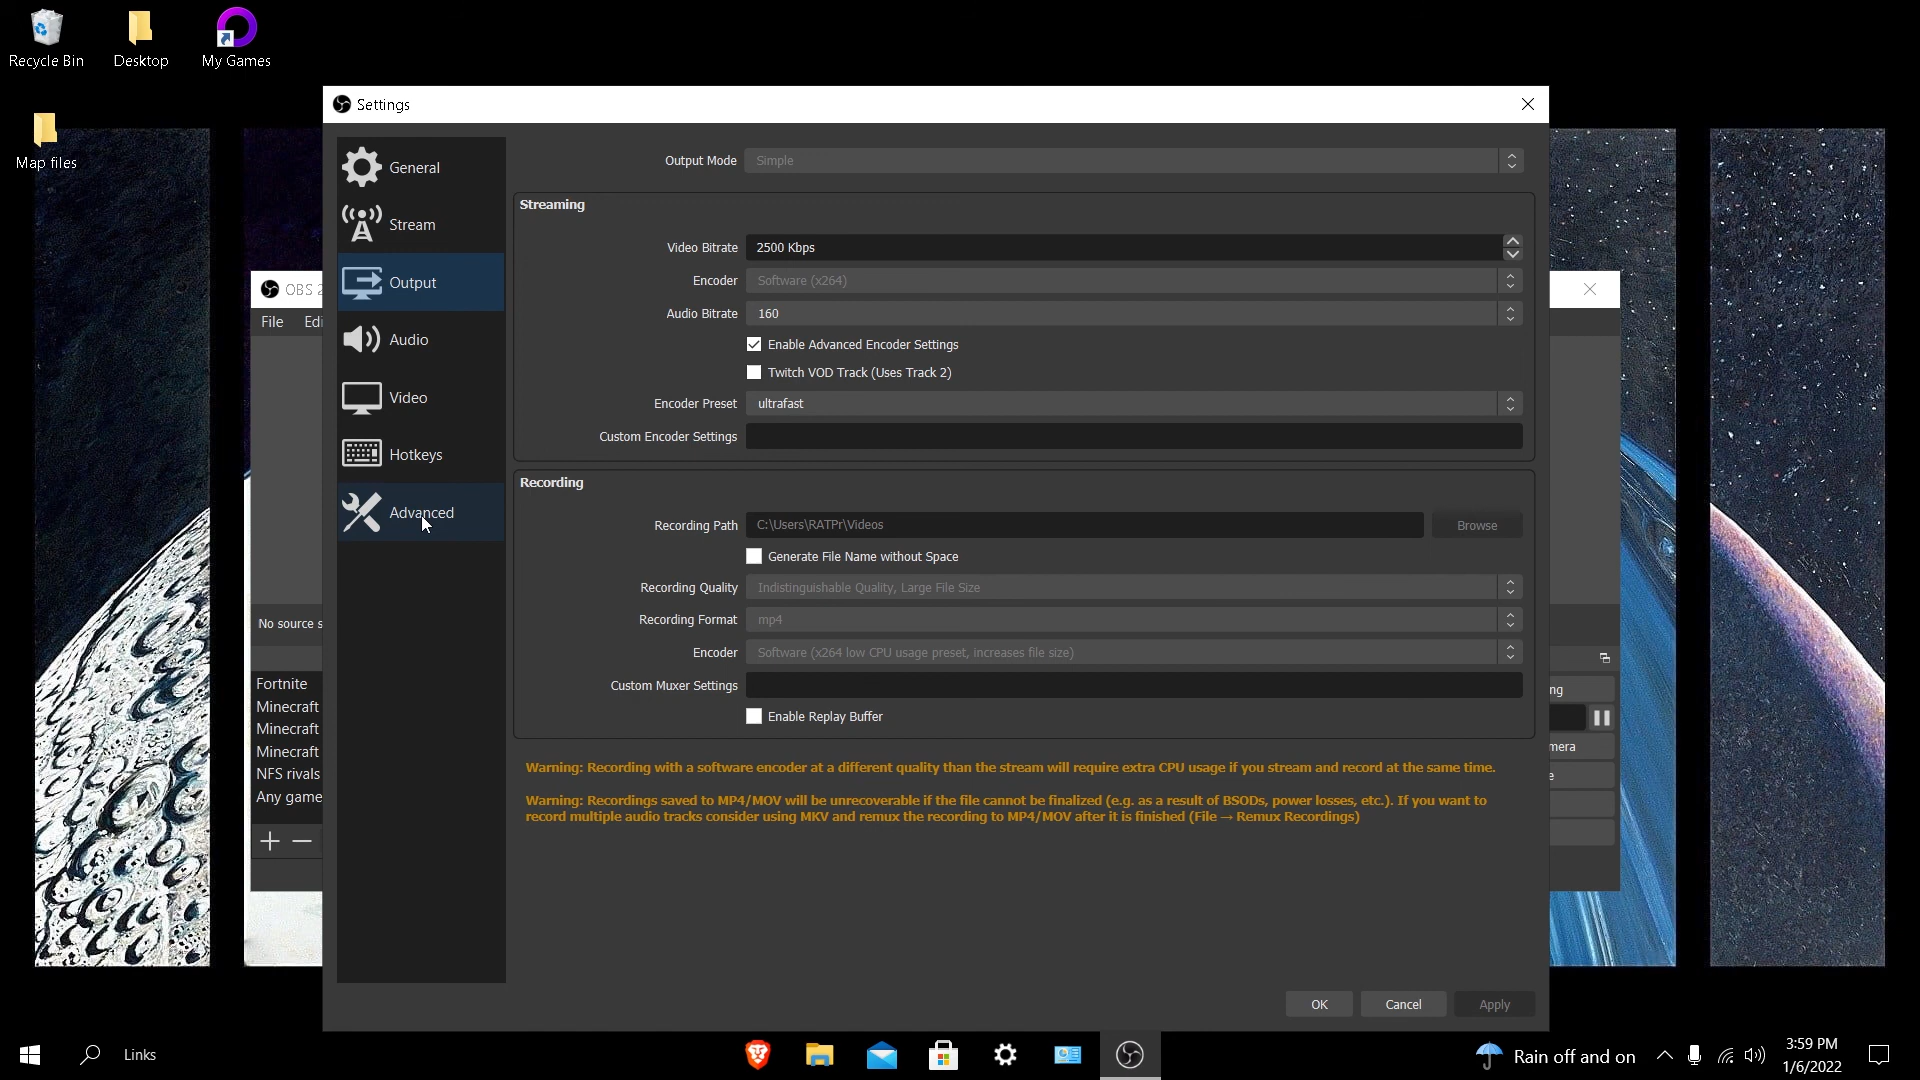 Recycle Bin
Desktop
My Games
Map files
Settings
General
Stream
Output
Audio
Video
Hotkeys
Advanced
Output Mode Simple
Streaming
Video Bitrate 2500 Kbps
Encoder Software (x264)
Audio Bitrate 160
Enable Advanced Encoder Settings
Twitch VOD Track (Uses Track 2)
Encoder Preset ultrafast
Custom Encoder Settings
Recording
Recording Path C:\Users\RATPr\Videos Browse
Generate File Name without Space
Recording Quality Indistinguishable Quality, Large File Size
Recording Format mp4
Encoder Software (x264 low CPU usage preset, increases file size)
Custom Muxer Settings
Enable Replay Buffer
Warning: Recording with a software encoder at a different quality than the stream will require extra CPU usage if you stream and record at the same time.
Warning: Recordings saved to MP4/MOV will be unrecoverable if the file cannot be finalized (e.g. as a result of BSODs, power losses, etc.). If you want to
record multiple audio tracks consider using MKV and remux the recording to MP4/MOV after it is finished (File → Remux Recordings)
OK Cancel Apply
OBS 2
File Edi
No source s
Fortnite
Minecraft
Minecraft
Minecraft
NFS rivals
Any game
ng
mera
e
Links
Rain off and on
3:59 PM
1/6/2022